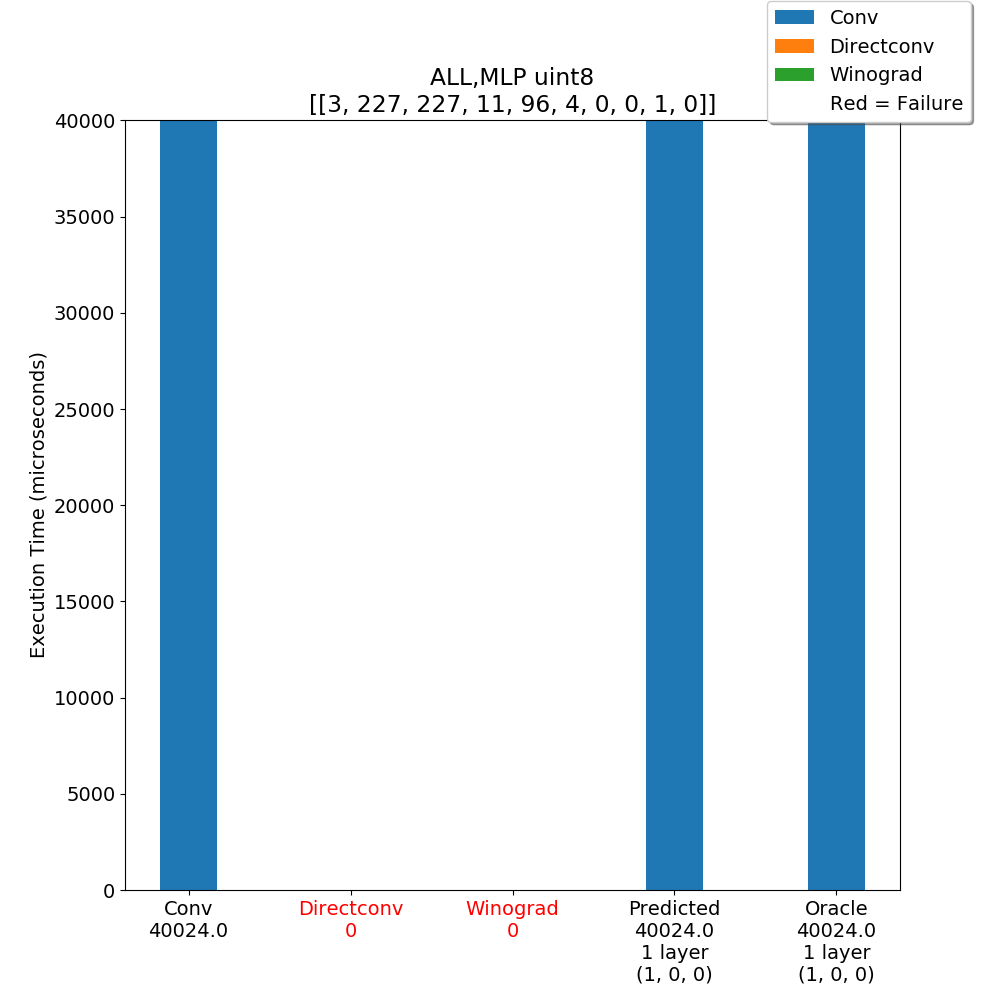 Conv
Directconv
Winograd
Red = Failure
ALL,MLP uint8
[[3, 227, 227, 11, 96, 4, 0, 0, 1, 0]]
Execution Time (microseconds)
40000
35000
30000
25000
20000
15000
10000
5000
0
Conv
40024.0
Directconv
0
Winograd
0
Predicted
40024.0
1 layer
(1, 0, 0)
Oracle
40024.0
1 layer
(1, 0, 0)